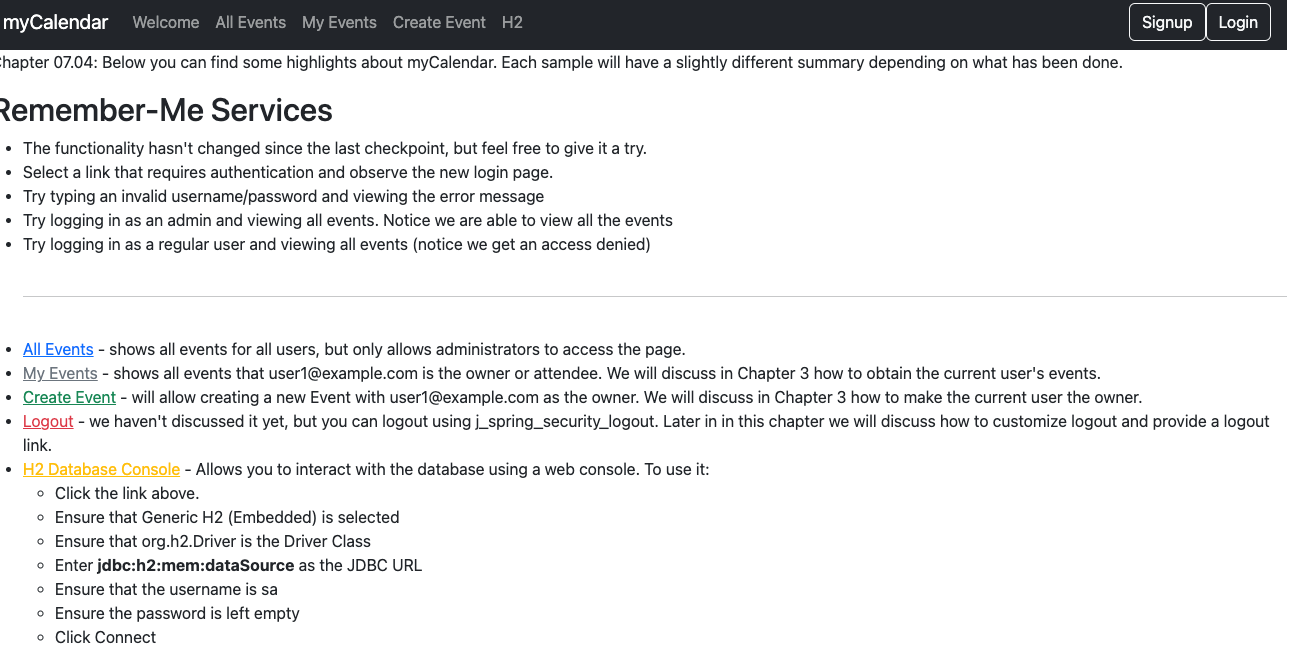 myCalendar Welcome All Events My Events Create Event H2 Signup Login
hapter 07.04: Below you can find some highlights about myCalendar. Each sample will have a slightly different summary depending on what has been done.
Remember-Me Services
• The functionality hasn't changed since the last checkpoint, but feel free to give it a try.
• Select a link that requires authentication and observe the new login page.
• Try typing an invalid username/password and viewing the error message
• Try logging in as an admin and viewing all events. Notice we are able to view all the events
• Try logging in as a regular user and viewing all events (notice we get an access denied)
• All Events - shows all events for all users, but only allows administrators to access the page.
• My Events - shows all events that user1@example.com is the owner or attendee. We will discuss in Chapter 3 how to obtain the current user's events.
• Create Event - will allow creating a new Event with user1@example.com as the owner. We will discuss in Chapter 3 how to make the current user the owner.
• Logout - we haven't discussed it yet, but you can logout using j_spring_security_logout. Later in in this chapter we will discuss how to customize logout and provide a logout
link.
• H2 Database Console - Allows you to interact with the database using a web console. To use it:
◦ Click the link above.
◦ Ensure that Generic H2 (Embedded) is selected
◦ Ensure that org.h2.Driver is the Driver Class
◦ Enter jdbc:h2:mem:dataSource as the JDBC URL
◦ Ensure that the username is sa
◦ Ensure the password is left empty
◦ Click Connect